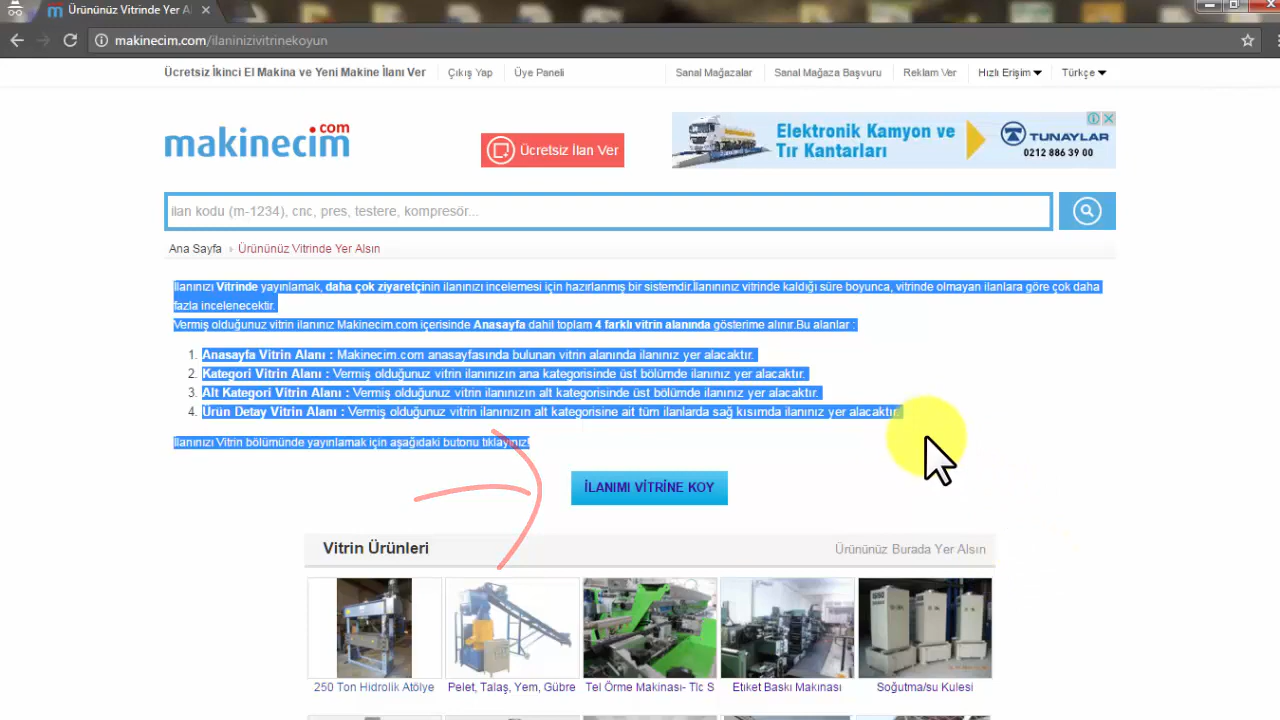 Ürününüz Vitrinde Yer Al
makinecim.com/ilaninizivitrinekoyun
Ücretsiz İkinci El Makina ve Yeni Makine İlanı Ver
Çıkış Yap
Üye Paneli
Sanal Mağazalar
Sanal Mağaza Başvuru
Reklam Ver
Hızlı Erişim
Türkçe
makinecim.com
Ücretsiz İlan Ver
Elektronik Kamyon ve
Tır Kantarları
TUNAYLAR
0212 886 39 00
ilan kodu (m-1234), cnc, pres, testere, kompresör...
Ana Sayfa › Ürününüz Vitrinde Yer Alsın
İlanınızı Vitrinde yayınlamak, daha çok ziyaretçinin ilanınızı incelemesi için hazırlanmış bir sistemdir.İlanınınız vitrinde kaldığı süre boyunca, vitrinde olmayan ilanlara göre çok daha
fazla incelenecektir.
Vermiş olduğunuz vitrin ilanınız Makinecim.com içerisinde Anasayfa dahil toplam 4 farklı vitrin alanında gösterime alınır.Bu alanlar :
1. Anasayfa Vitrin Alanı : Makinecim.com anasayfasında bulunan vitrin alanında ilanınız yer alacaktır.
2. Kategori Vitrin Alanı : Vermiş olduğunuz vitrin ilanınızın ana kategorisinde üst bölümde ilanınız yer alacaktır.
3. Alt Kategori Vitrin Alanı : Vermiş olduğunuz vitrin ilanınızın alt kategorisinde üst bölümde ilanınız yer alacaktır.
4. Ürün Detay Vitrin Alanı : Vermiş olduğunuz vitrin ilanınızın alt kategorisine ait tüm ilanlarda sağ kısımda ilanınız yer alacaktır.
İlanınızı Vitrin bölümünde yayınlamak için aşağıdaki butonu tıklayınız!
İLANIMI VİTRİNE KOY
Vitrin Ürünleri
Ürününüz Burada Yer Alsın
250 Ton Hidrolik Atölye
Pelet, Talaş, Yem, Gübre
Tel Örme Makinası- Tlc S
Etiket Baskı Makinası
Soğutma/su Kulesi